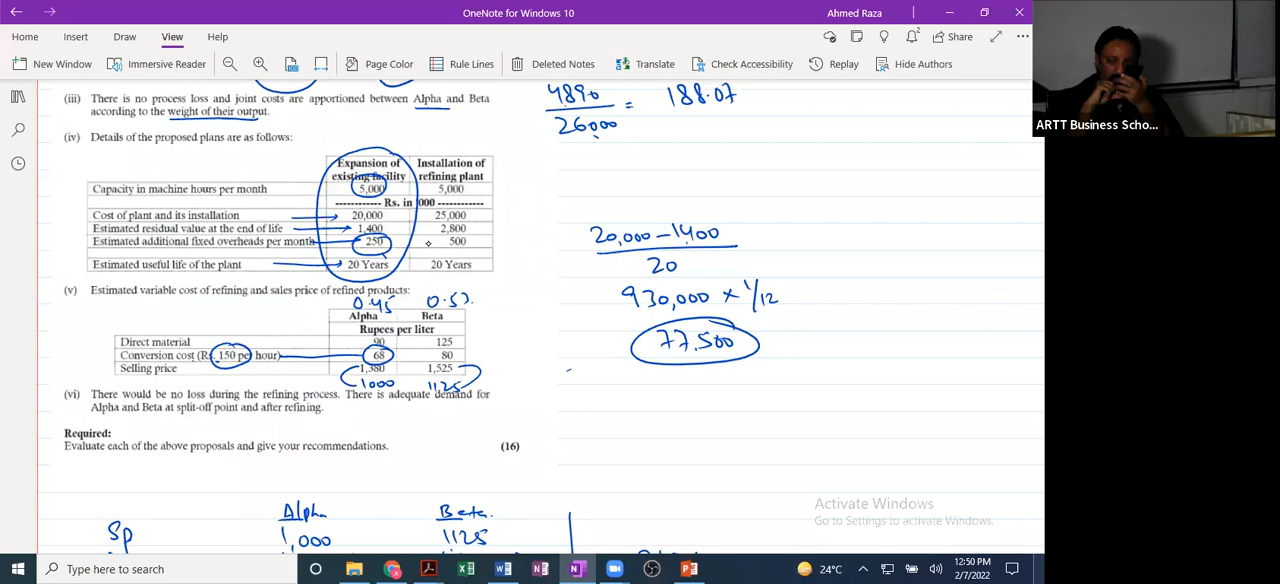 OneNote for Windows 10
Ahmed Raza
Home Insert Draw View Help
Share
New Window Immersive Reader Page Color Rule Lines Deleted Notes Translate Check Accessibility Replay Hide Authors
(iii) There is no process loss and joint costs are apportioned between Alpha and Beta
according to the weight of their output.
4890
26000
= 188.07
(iv) Details of the proposed plans are as follows:
Expansion of existing facility Installation of refining plant
Capacity in machine hours per month 5,000 5,000
------------ Rs. in '000 ------------
Cost of plant and its installation 20,000 25,000
Estimated residual value at the end of life 1,400 2,800
Estimated additional fixed overheads per month 250 500
Estimated useful life of the plant 20 Years 20 Years
20,000 - 1400
20
930,000 × 1/12
77,500
(v) Estimated variable cost of refining and sales price of refined products:
0.45 0.53
Alpha Beta
Rupees per liter
Direct material 90 125
Conversion cost (Rs. 150 per hour) 68 80
Selling price 1,380 1,525
1000 1125
(vi) There would be no loss during the refining process. There is adequate demand for
Alpha and Beta at split-off point and after refining.
Required:
Evaluate each of the above proposals and give your recommendations. (16)
Alpha Beta
Sp 1,000 1125
Activate Windows
Go to Settings to activate Windows.
ARTT Business Scho...
Type here to search
24°C
12:50 PM
2/7/2022